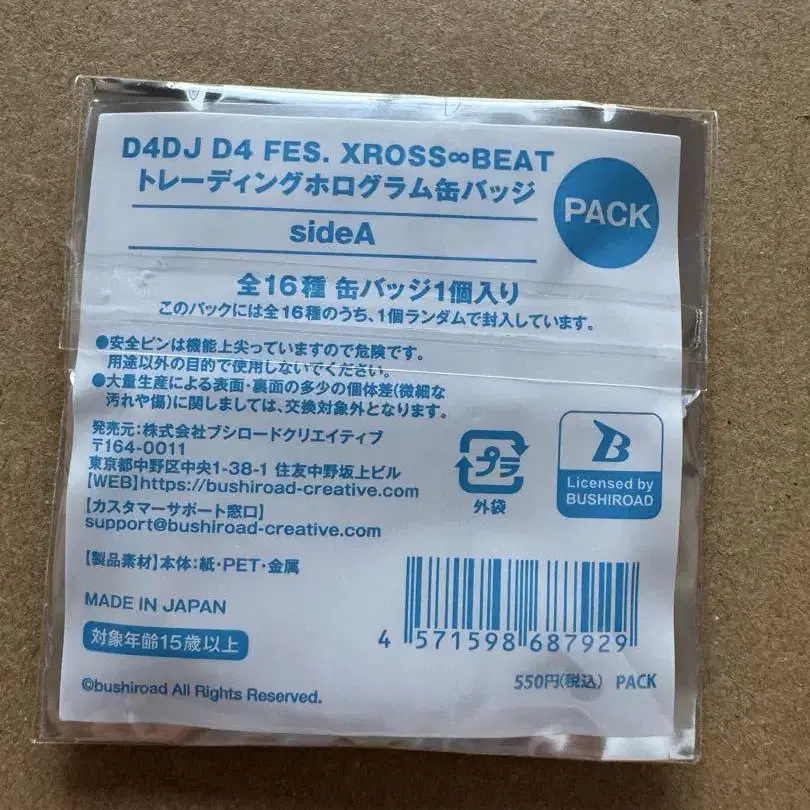 D4DJ D4 FES. XROSS∞BEAT
トレーディングホログラム缶バッジ
PACK
sideA
全16種 缶バッジ1個入り
このパックには全16種のうち、1個ランダムで封入しています。
●安全ピンは機能上尖っていますので危険です。
用途以外の目的で使用しないでください。
●大量生産による表面・裏面の多少の個体差(微細な
汚れや傷)に関しましては、交換対象外となります。
発売元:株式会社ブシロードクリエイティブ
〒164-0011
東京都中野区中央1-38-1 住友中野坂上ビル
【WEB】https://bushiroad-creative.com
【カスタマーサポート窓口】
support@bushiroad-creative.com
プラ
外袋
B
Licensed by
BUSHIROAD
【製品素材】本体:紙・PET・金属
MADE IN JAPAN
対象年齢15歳以上
4 571598 687929
550円(税込) PACK
©bushiroad All Rights Reserved.